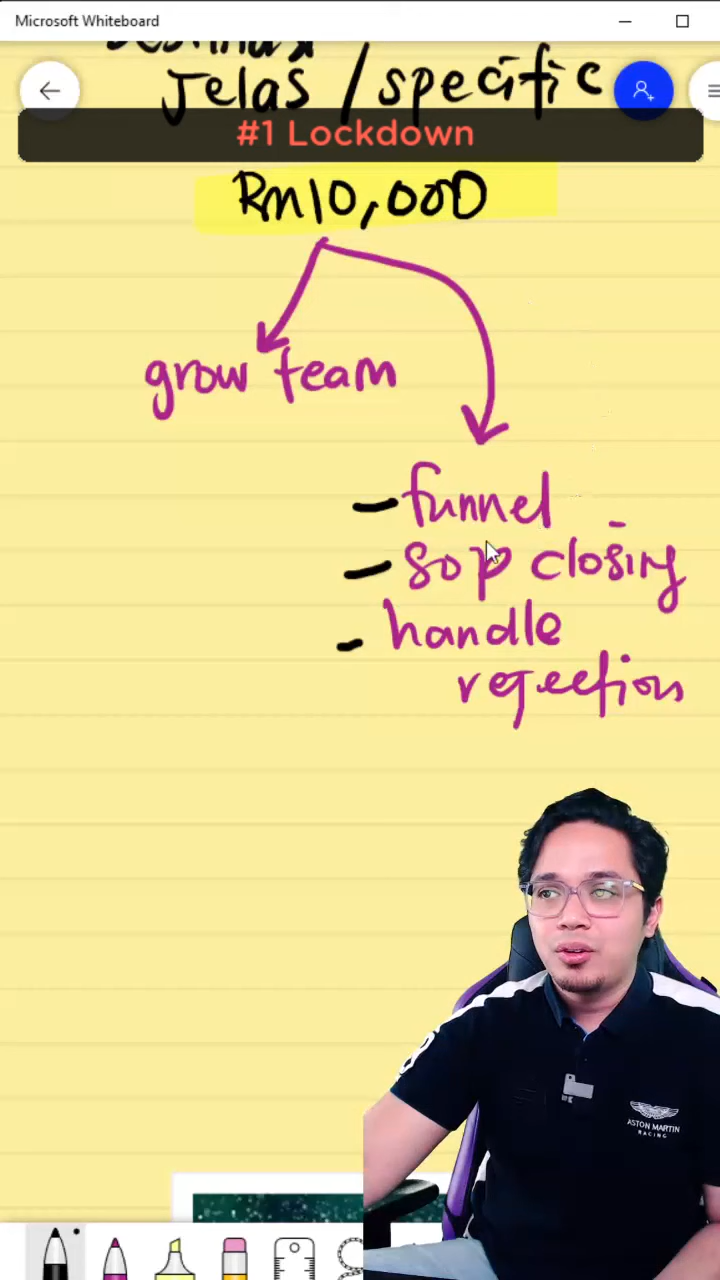 Microsoft Whiteboard
Jelas / specific
#1 Lockdown
Rm10,000
grow team
- funnel
- sop closing
- handle
rejection
ASTON MARTIN
RACING